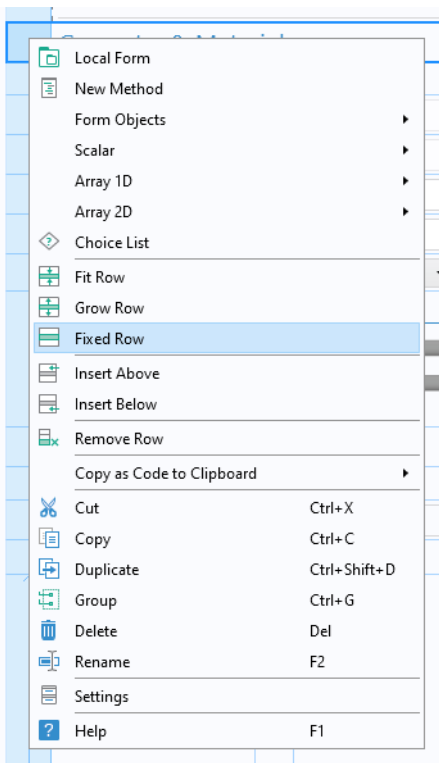 Local Form
New Method
Form Objects
Scalar
Array 1D
Array 2D
Choice List
Fit Row
Grow Row
Fixed Row
Insert Above
Insert Below
Remove Row
Copy as Code to Clipboard
Cut Ctrl+X
Copy Ctrl+C
Duplicate Ctrl+Shift+D
Group Ctrl+G
Delete Del
Rename F2
Settings
? Help F1